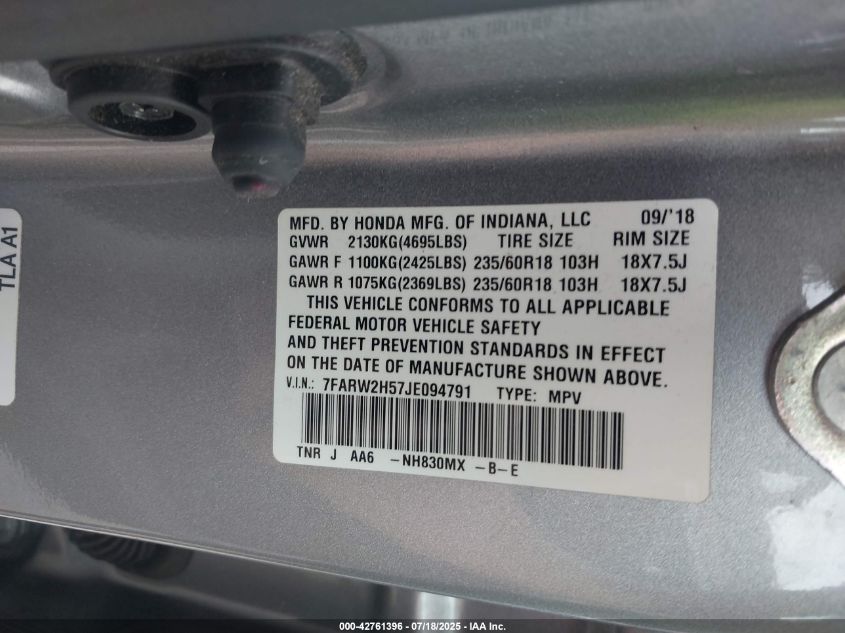 TLA A1
MFD. BY HONDA MFG. OF INDIANA, LLC 09/'18
GVWR 2130KG(4695LBS) TIRE SIZE RIM SIZE
GAWR F 1100KG(2425LBS) 235/60R18 103H 18X7.5J
GAWR R 1075KG(2369LBS) 235/60R18 103H 18X7.5J
THIS VEHICLE CONFORMS TO ALL APPLICABLE
FEDERAL MOTOR VEHICLE SAFETY
AND THEFT PREVENTION STANDARDS IN EFFECT
ON THE DATE OF MANUFACTURE SHOWN ABOVE.
V.I.N.: 7FARW2H57JE094791 TYPE: MPV
TNR J AA6 -NH830MX -B-E
000-42761396 - 07/18/2025 - IAA Inc.